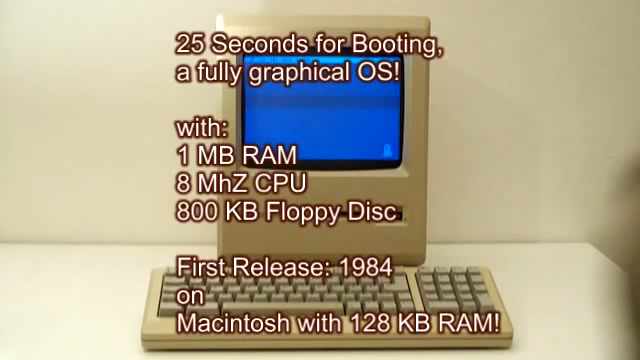 25 Seconds for Booting,
a fully graphical OS!
with:
1 MB RAM
8 MhZ CPU
800 KB Floppy Disc
First Release: 1984
on
Macintosh with 128 KB RAM!